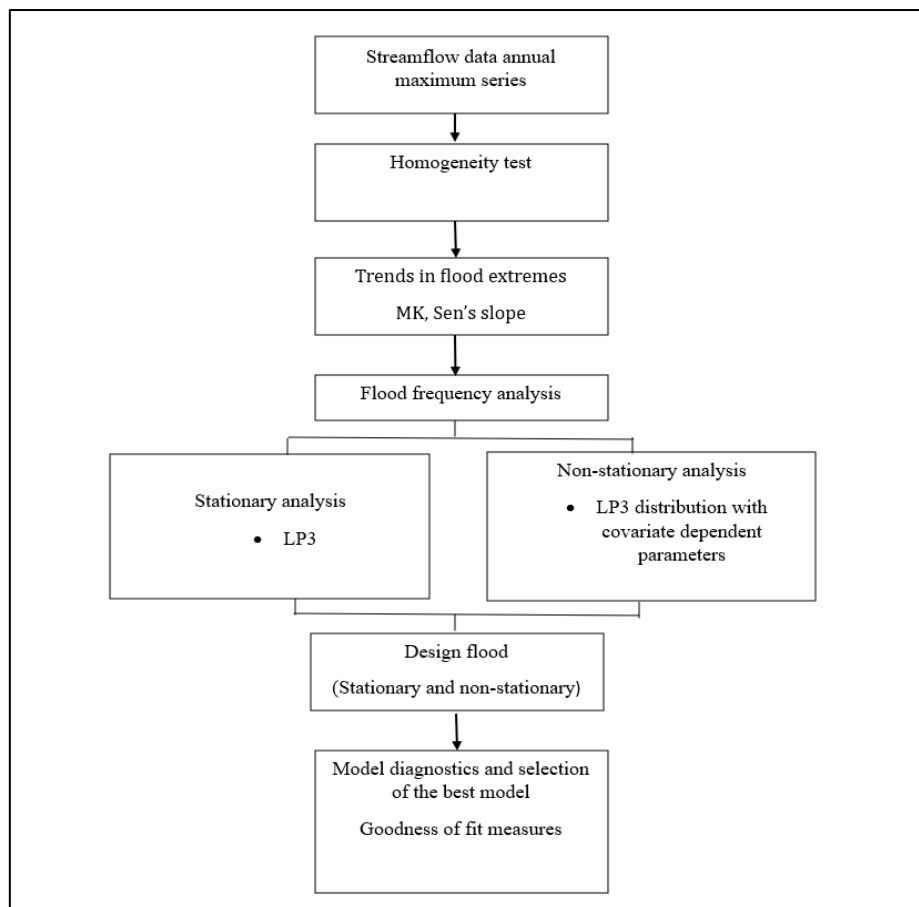 Streamflow data annual
maximum series
Homogeneity test
Trends in flood extremes
MK, Sen’s slope
Flood frequency analysis
Stationary analysis
• LP3
Non-stationary analysis
• LP3 distribution with
covariate dependent
parameters
Design flood
(Stationary and non-stationary)
Model diagnostics and selection
of the best model
Goodness of fit measures